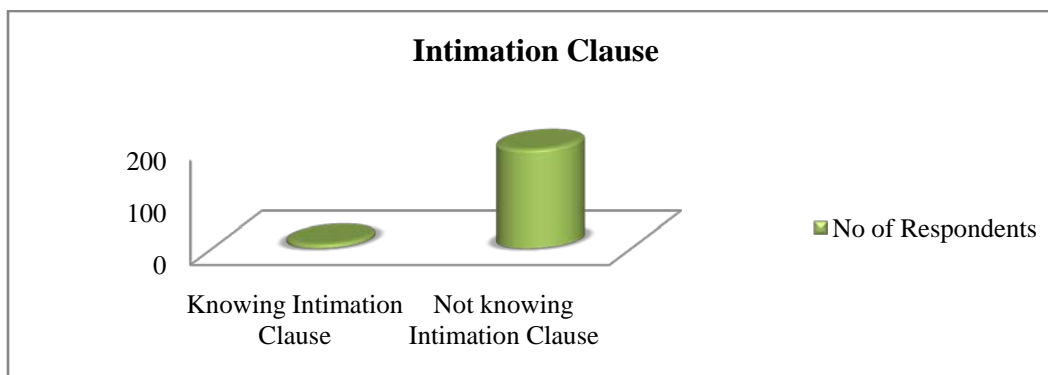 Intimation Clause
200
100
0
Knowing Intimation
Clause
Not knowing
Intimation Clause
No of Respondents